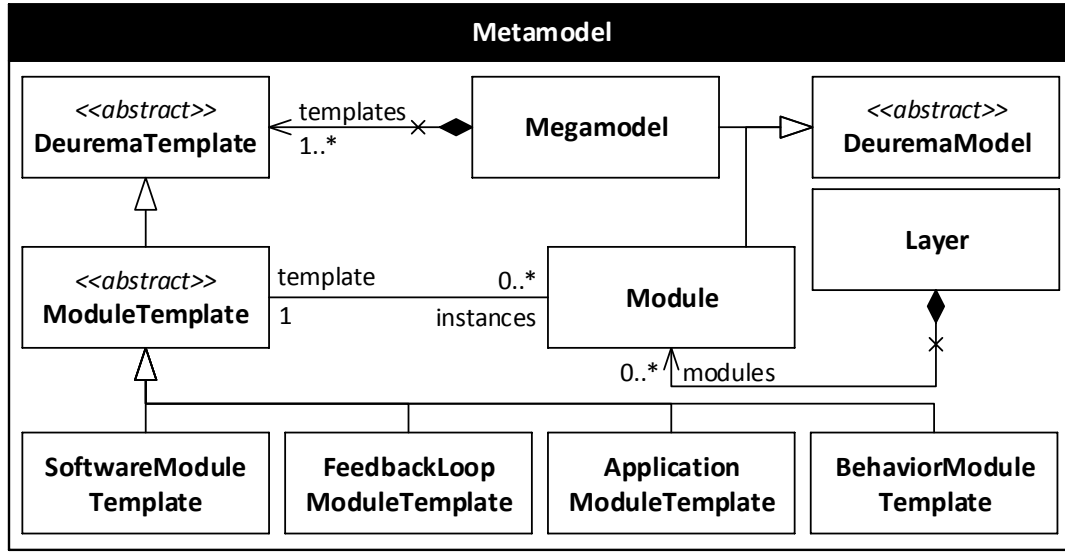 Metamodel
<<abstract>>
DeuremaTemplate
templates
1..*
Megamodel
<<abstract>>
DeuremaModel
Layer
<<abstract>>
ModuleTemplate
template
1
0..*
instances
Module
0..*
modules
SoftwareModule
Template
FeedbackLoop
ModuleTemplate
Application
ModuleTemplate
BehaviorModule
Template